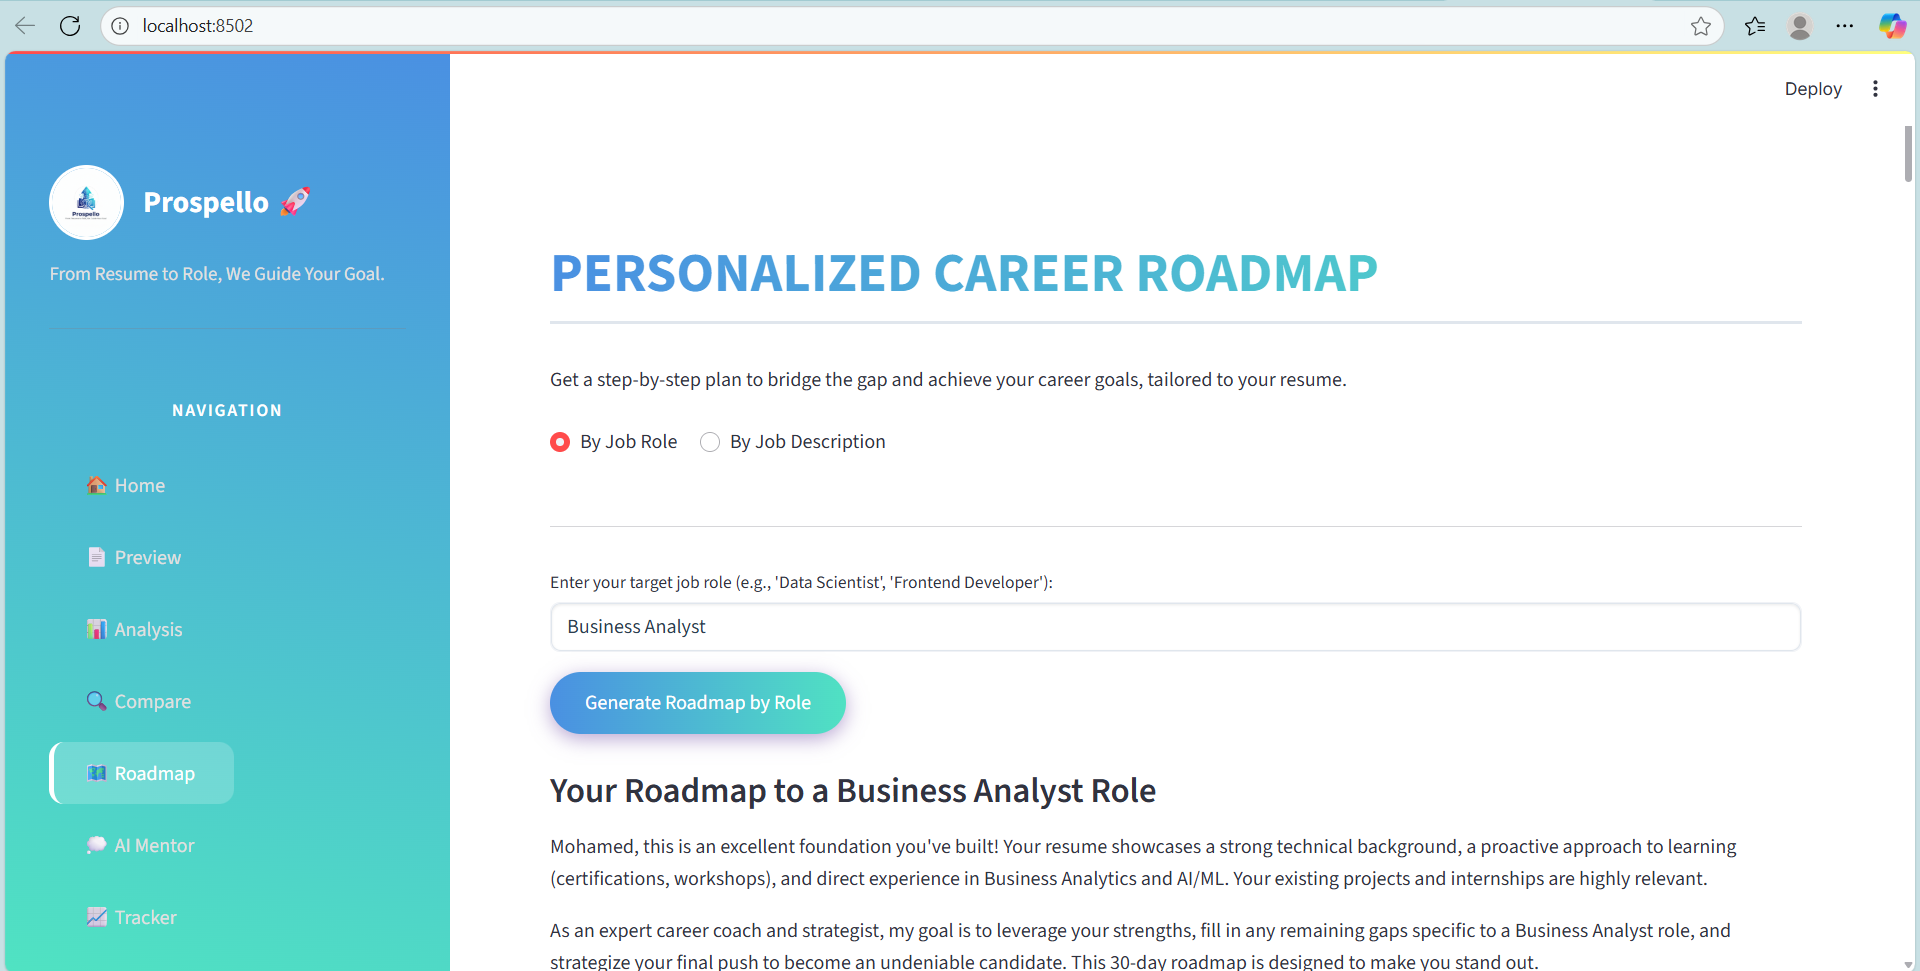 localhost:8502
Deploy
Prospello
Prospello 🚀
From Resume to Role, We Guide Your Goal.
NAVIGATION
Home
Preview
Analysis
Compare
Roadmap
AI Mentor
Tracker
PERSONALIZED CAREER ROADMAP
Get a step-by-step plan to bridge the gap and achieve your career goals, tailored to your resume.
By Job Role
By Job Description
Enter your target job role (e.g., 'Data Scientist', 'Frontend Developer'):
Business Analyst
Generate Roadmap by Role
Your Roadmap to a Business Analyst Role
Mohamed, this is an excellent foundation you've built! Your resume showcases a strong technical background, a proactive approach to learning
(certifications, workshops), and direct experience in Business Analytics and AI/ML. Your existing projects and internships are highly relevant.
As an expert career coach and strategist, my goal is to leverage your strengths, fill in any remaining gaps specific to a Business Analyst role, and
strategize your final push to become an undeniable candidate. This 30-day roadmap is designed to make you stand out.